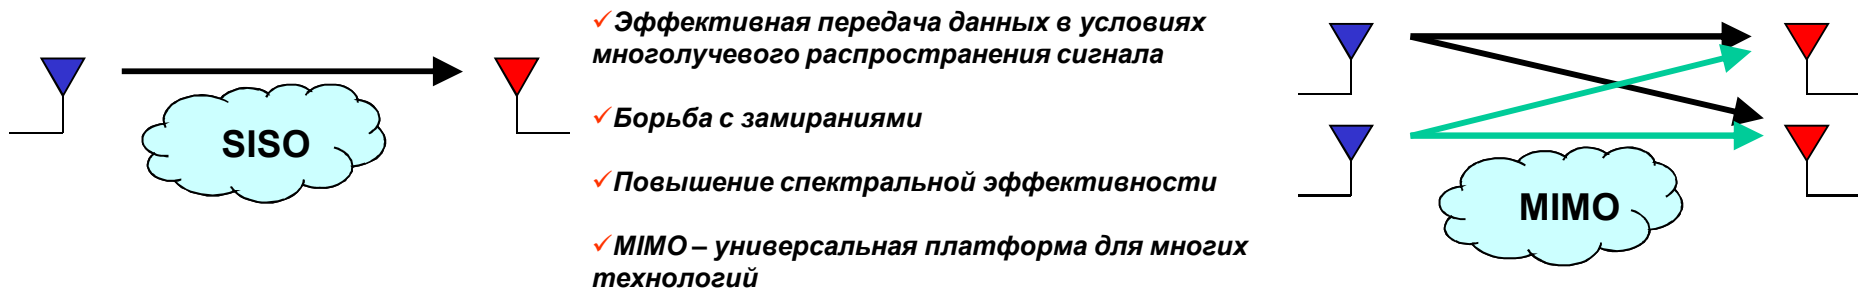 SISO
✓Эффективная передача данных в условиях
многолучевого распространения сигнала
✓Борьба с замираниями
✓Повышение спектральной эффективности
✓MIMO – универсальная платформа для многих
технологий
MIMO